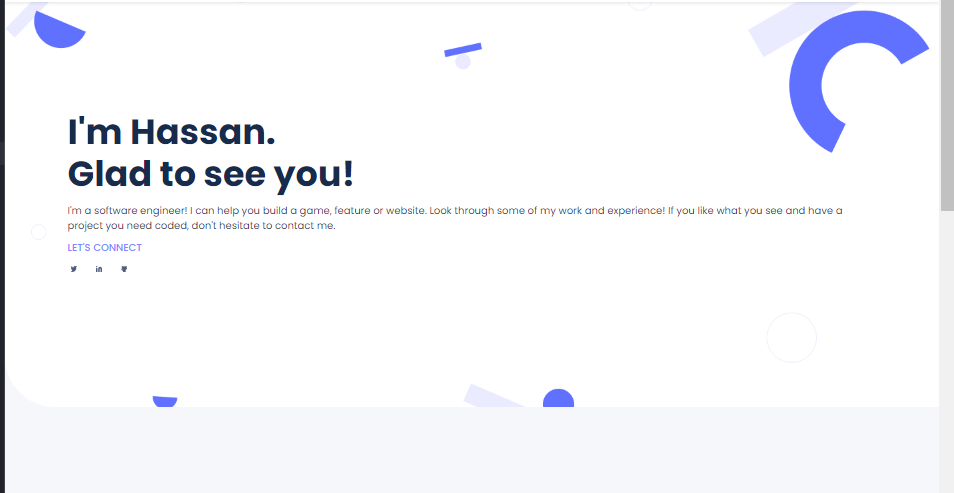 I'm Hassan.
Glad to see you!
I'm a software engineer! I can help you build a game, feature or website. Look through some of my work and experience! If you like what you see and have a
project you need coded, don't hesitate to contact me.
LET'S CONNECT